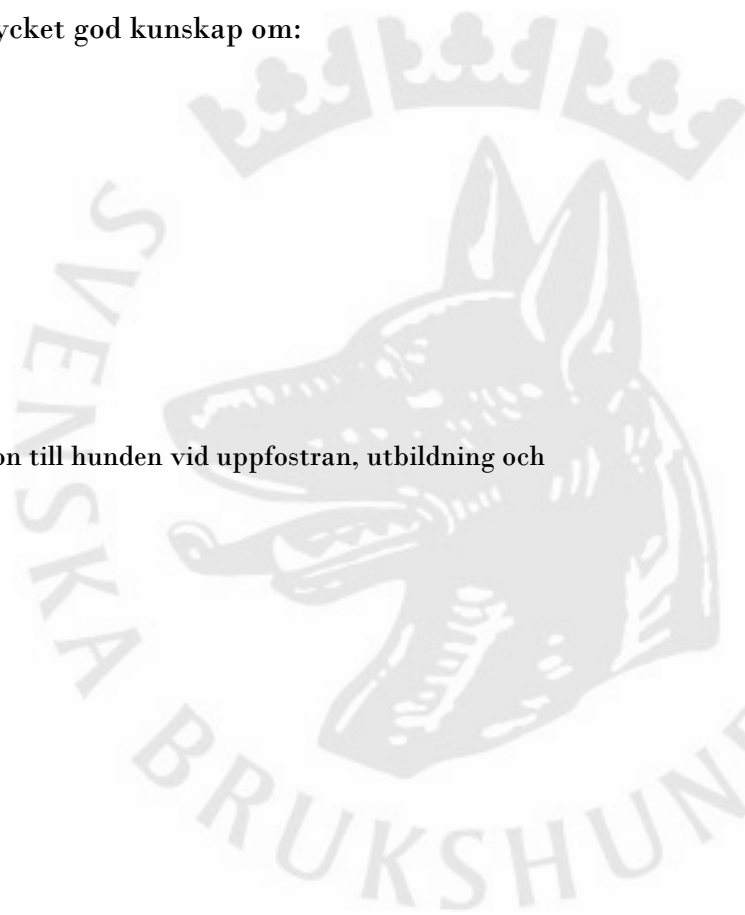 ycket god kunskap om:
on till hunden vid uppfostran, utbildning och
SVENSKA BRUKSHUN